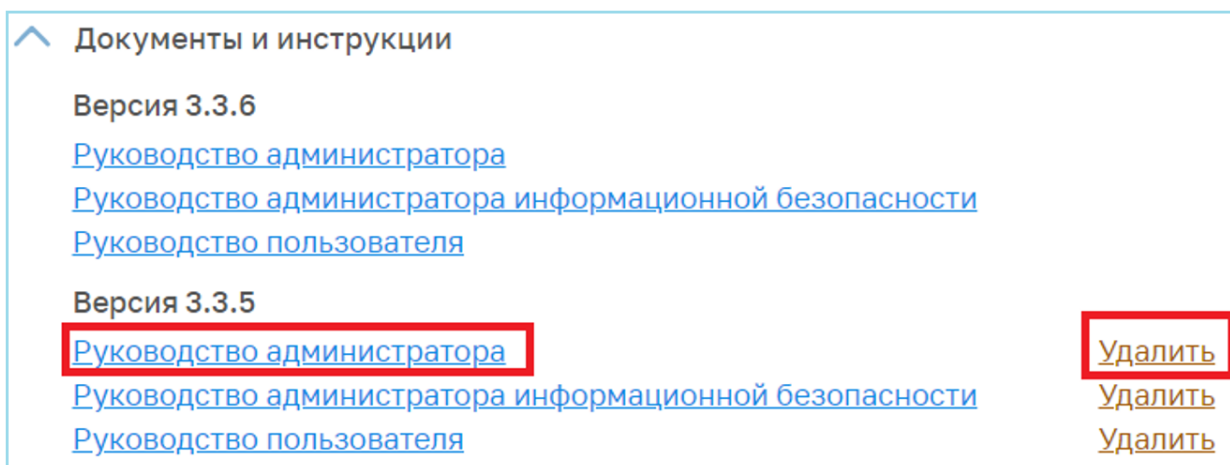 Документы и инструкции
Версия 3.3.6
Руководство администратора
Руководство администратора информационной безопасности
Руководство пользователя
Версия 3.3.5
Руководство администратора Удалить
Руководство администратора информационной безопасности Удалить
Руководство пользователя Удалить